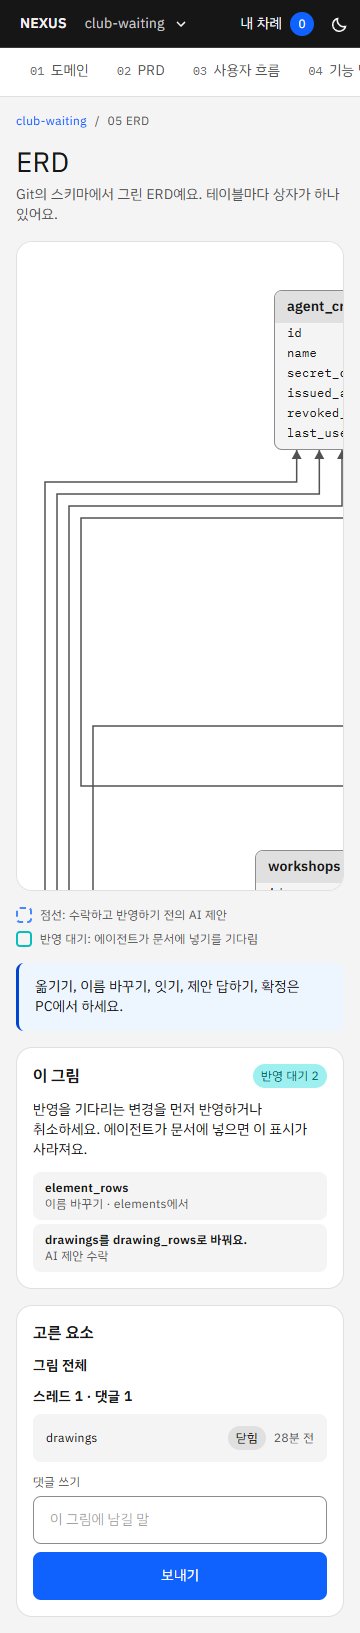 NEXUS club-waiting 내 차례 0
01 도메인 02 PRD 03 사용자 흐름 04 기능
club-waiting / 05 ERD
ERD
Git의 스키마에서 그린 ERD예요. 테이블마다 상자가 하나
있어요.
agent_cr
id
name
secret_
issued_a
revoked_
last_use
workshops
점선: 수락하고 반영하기 전의 AI 제안
반영 대기: 에이전트가 문서에 넣기를 기다림
옮기기, 이름 바꾸기, 잇기, 제안 답하기, 확정은
PC에서 하세요.
이 그림 반영 대기 2
반영을 기다리는 변경을 먼저 반영하거나
취소하세요. 에이전트가 문서에 넣으면 이 표시가
사라져요.
element_rows
이름 바꾸기 · elements에서
drawings를 drawing_rows로 바꿔요.
AI 제안 수락
고른 요소
그림 전체
스레드 1 · 댓글 1
drawings 닫힘 28분 전
댓글 쓰기
이 그림에 남길 말
보내기